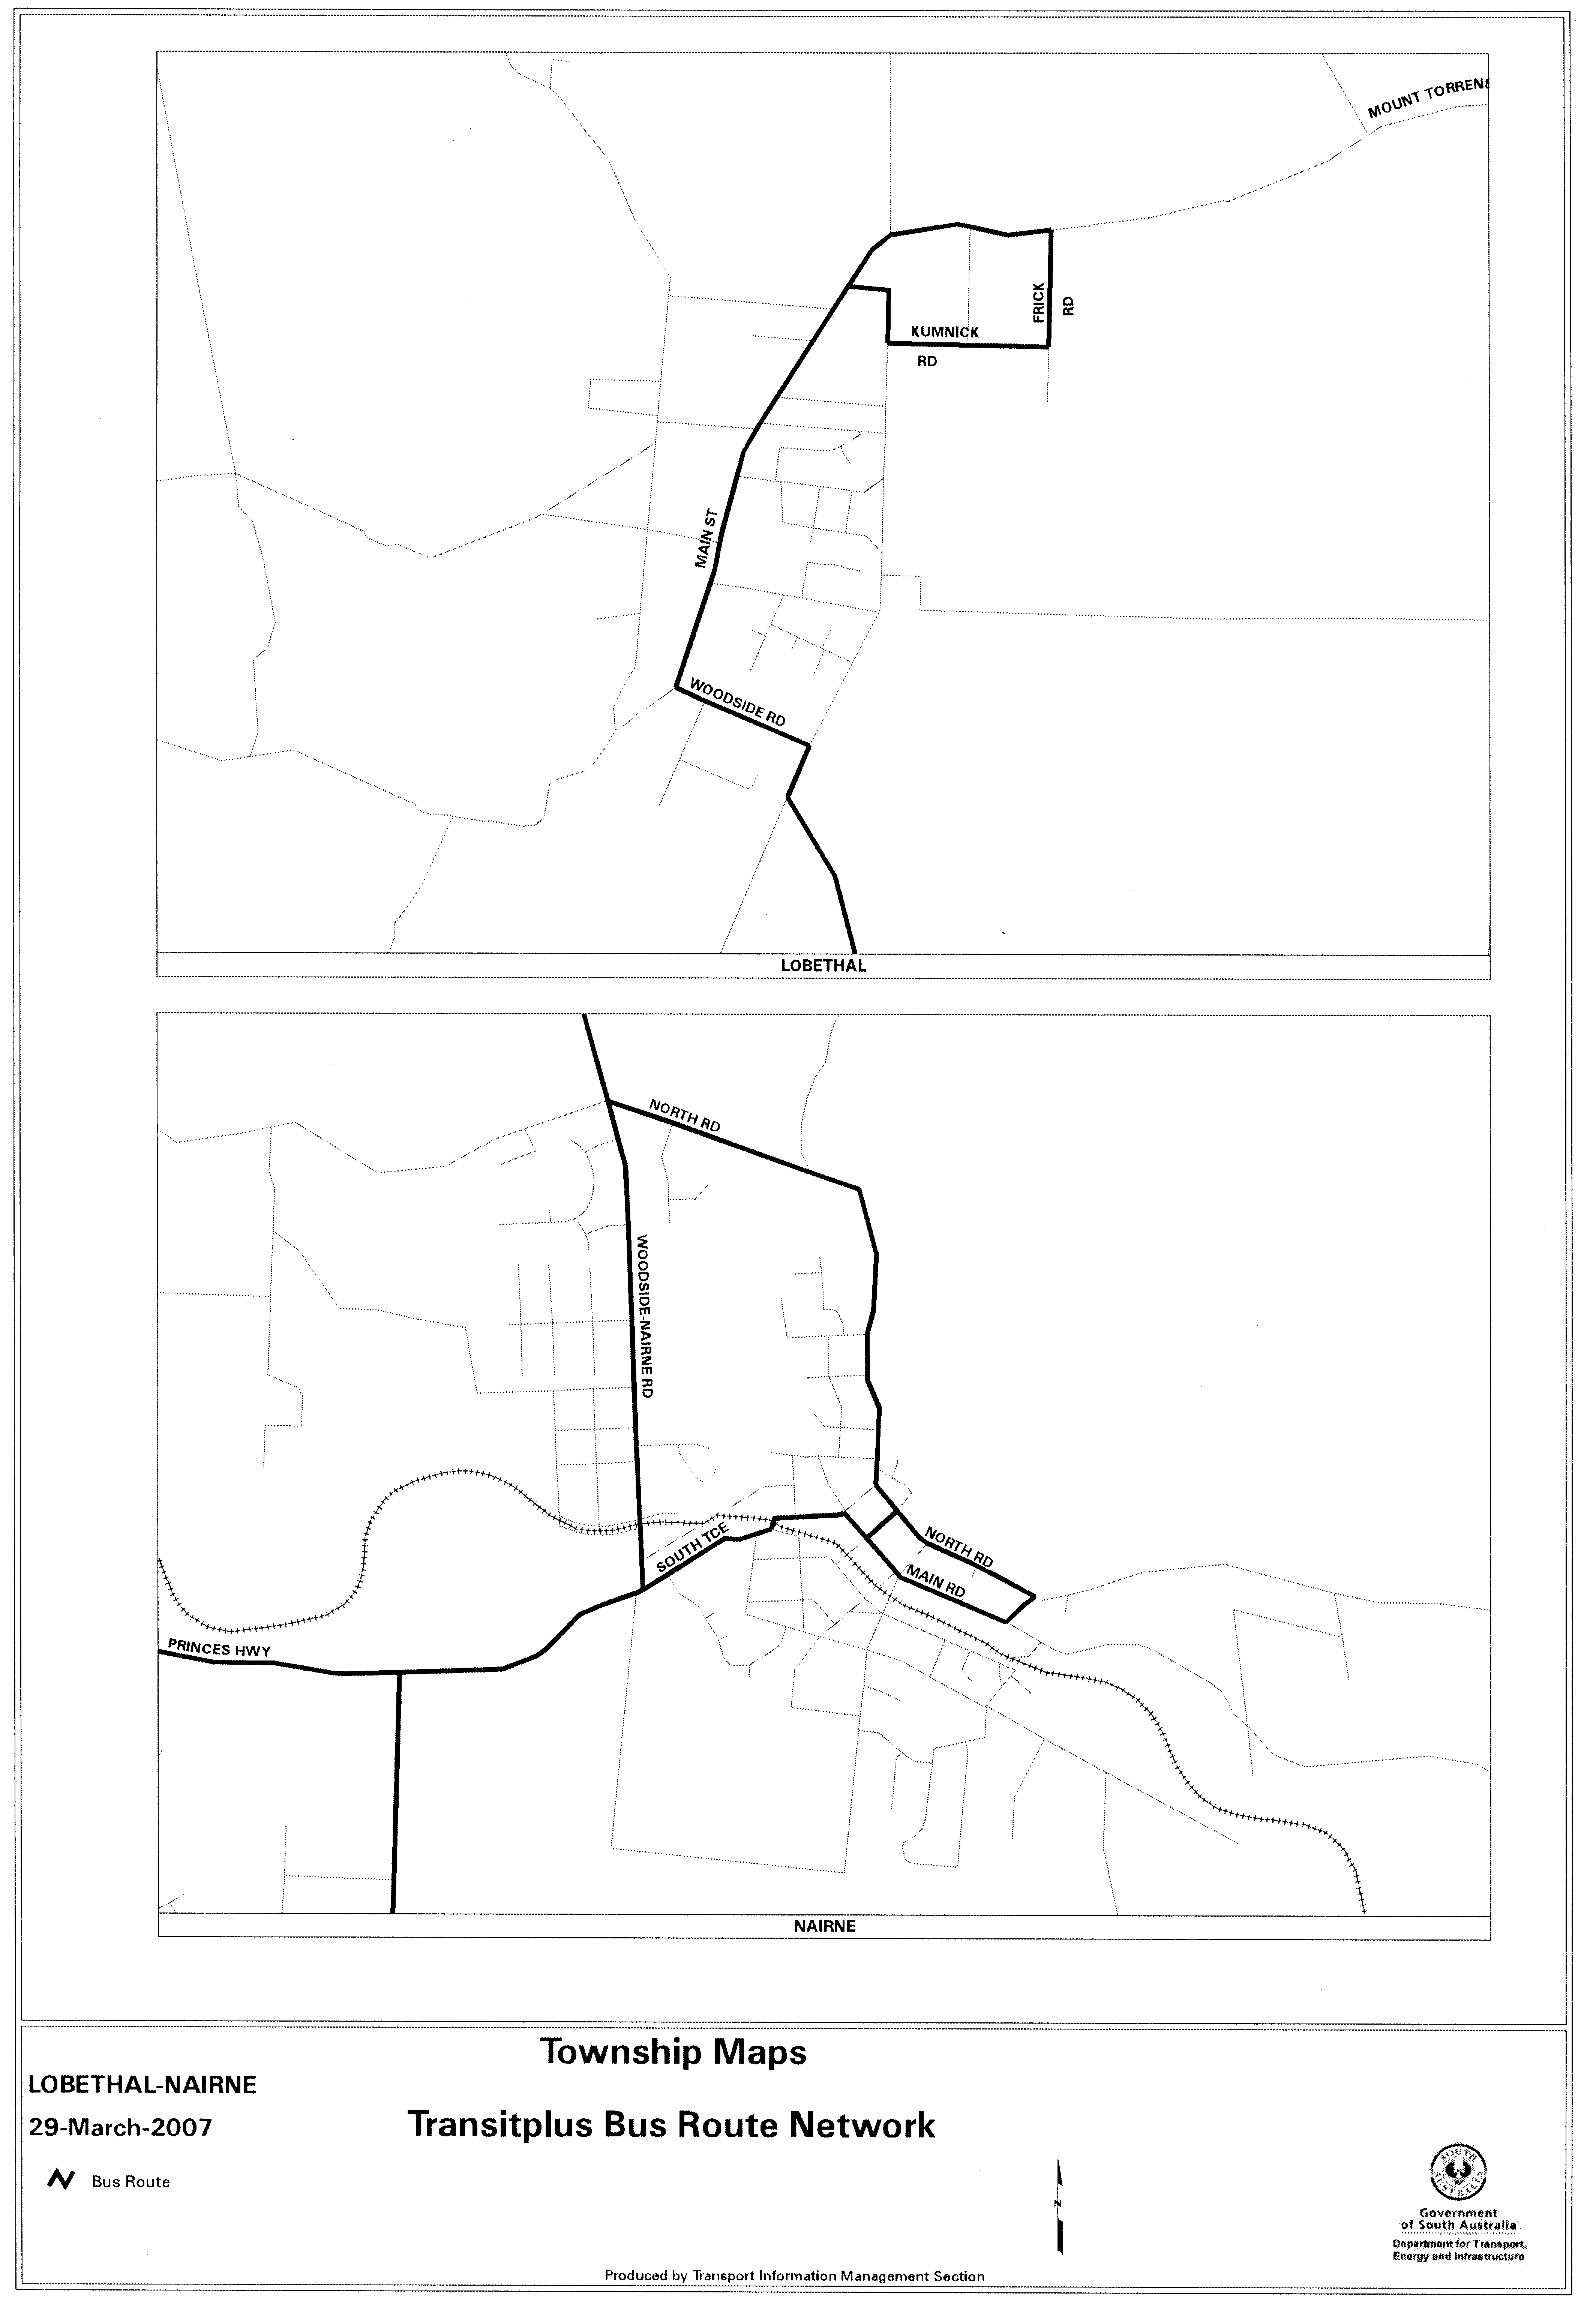 MOUNT TORRENS
FRICK
RD
KUMNICK
RD
MAIN ST
WOODSIDE RD
LOBETHAL
NORTH RD
WOODSIDE-NAIRNE RD
SOUTH TCE
NORTH RD
MAIN RD
PRINCES HWY
NAIRNE
Township Maps
LOBETHAL-NAIRNE
29-March-2007
Transitplus Bus Route Network
Bus Route
N
SOUTH
AUSTRALIA
Government
of South Australia
Department for Transport,
Energy and Infrastructure
Produced by Transport Information Management Section